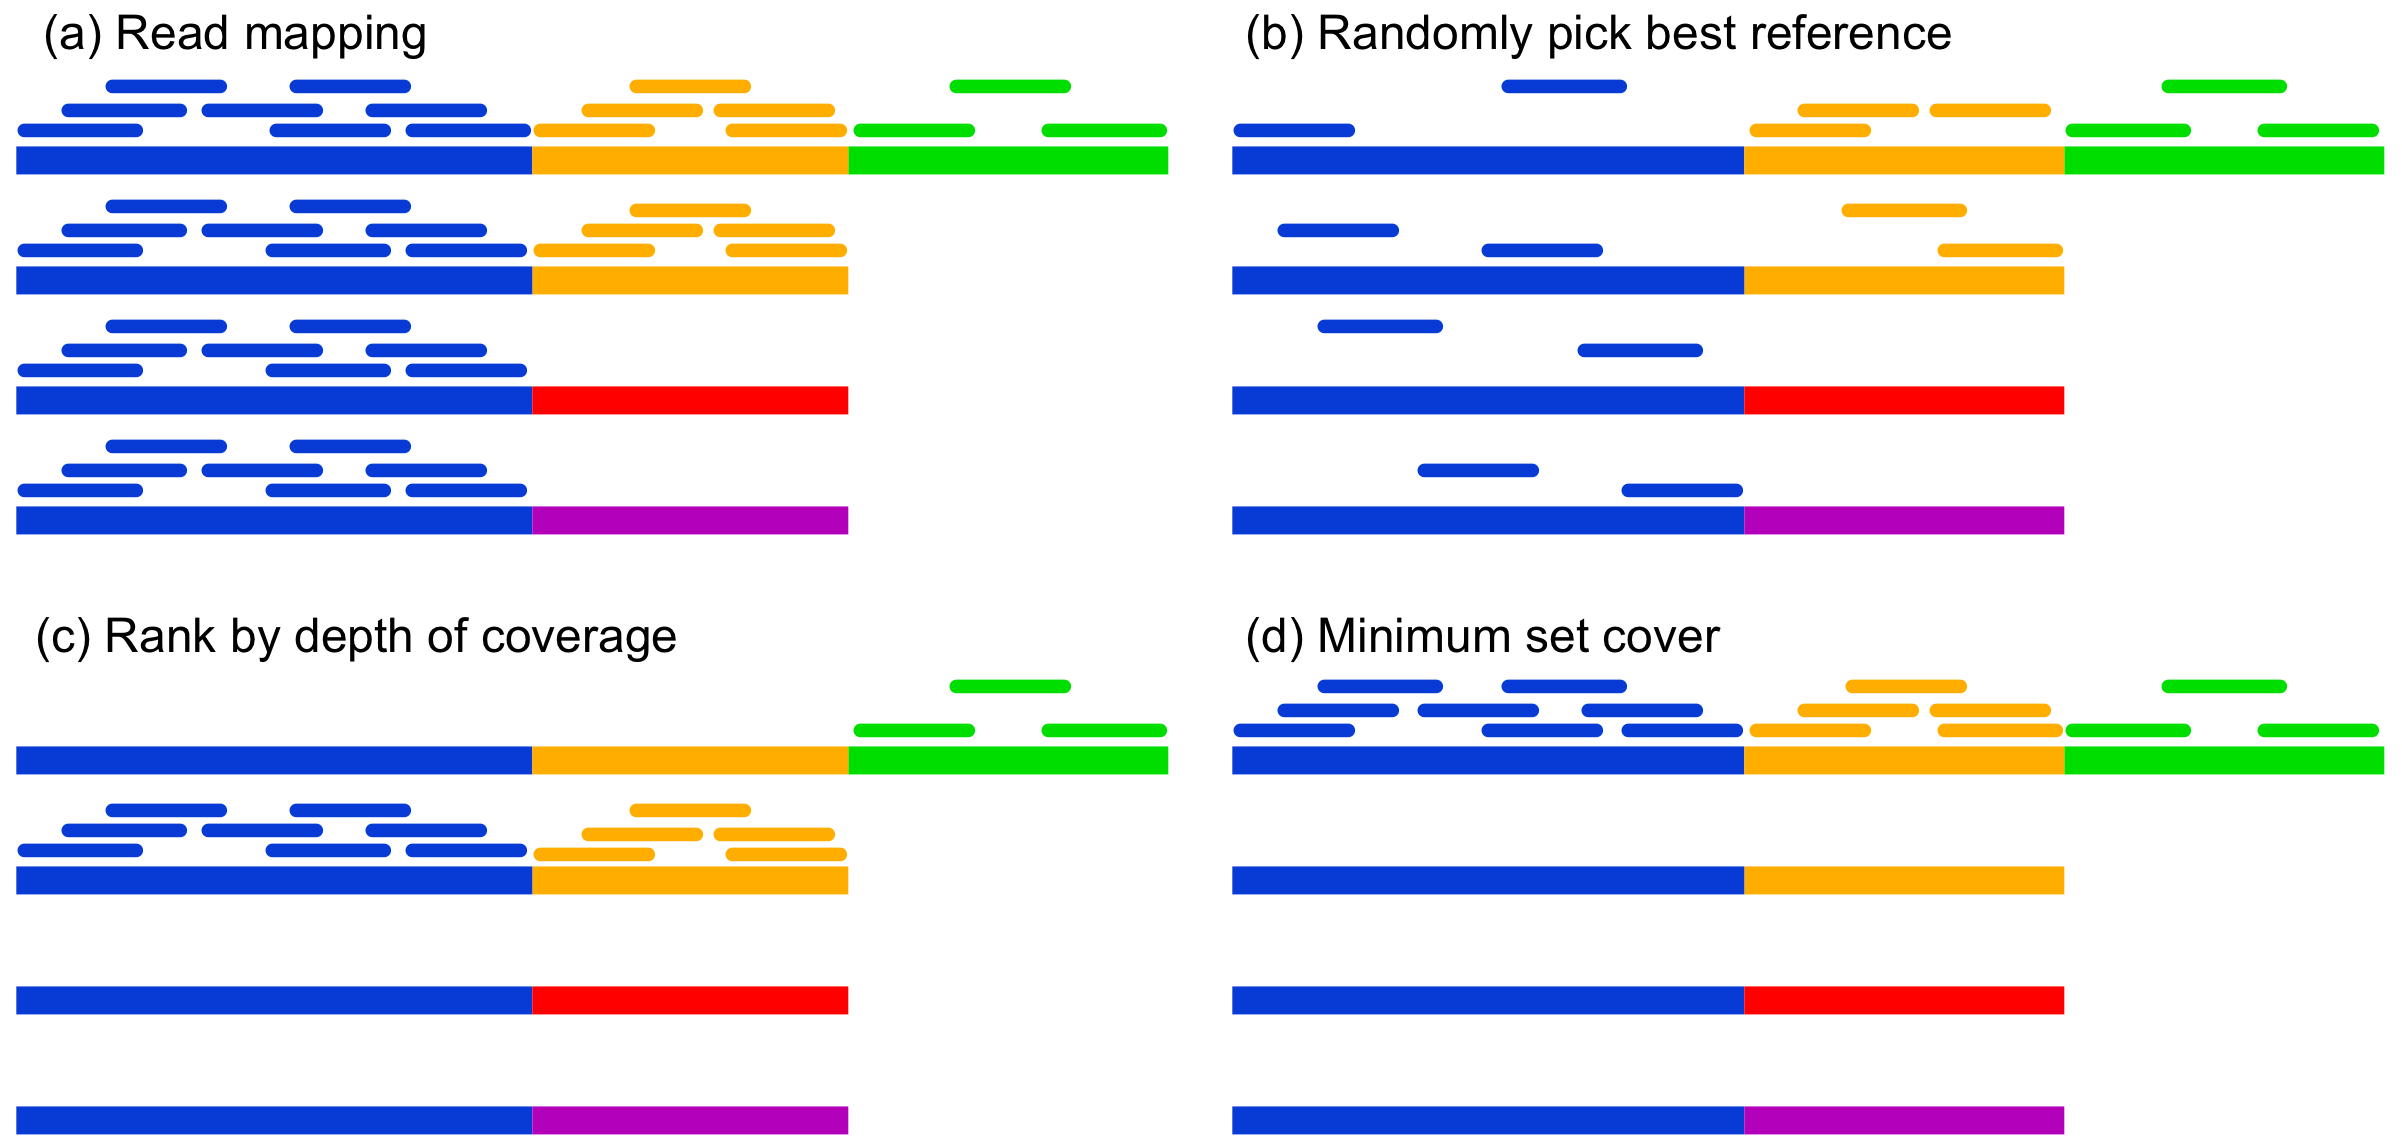 (a) Read mapping
(b) Randomly pick best reference
(c) Rank by depth of coverage
(d) Minimum set cover